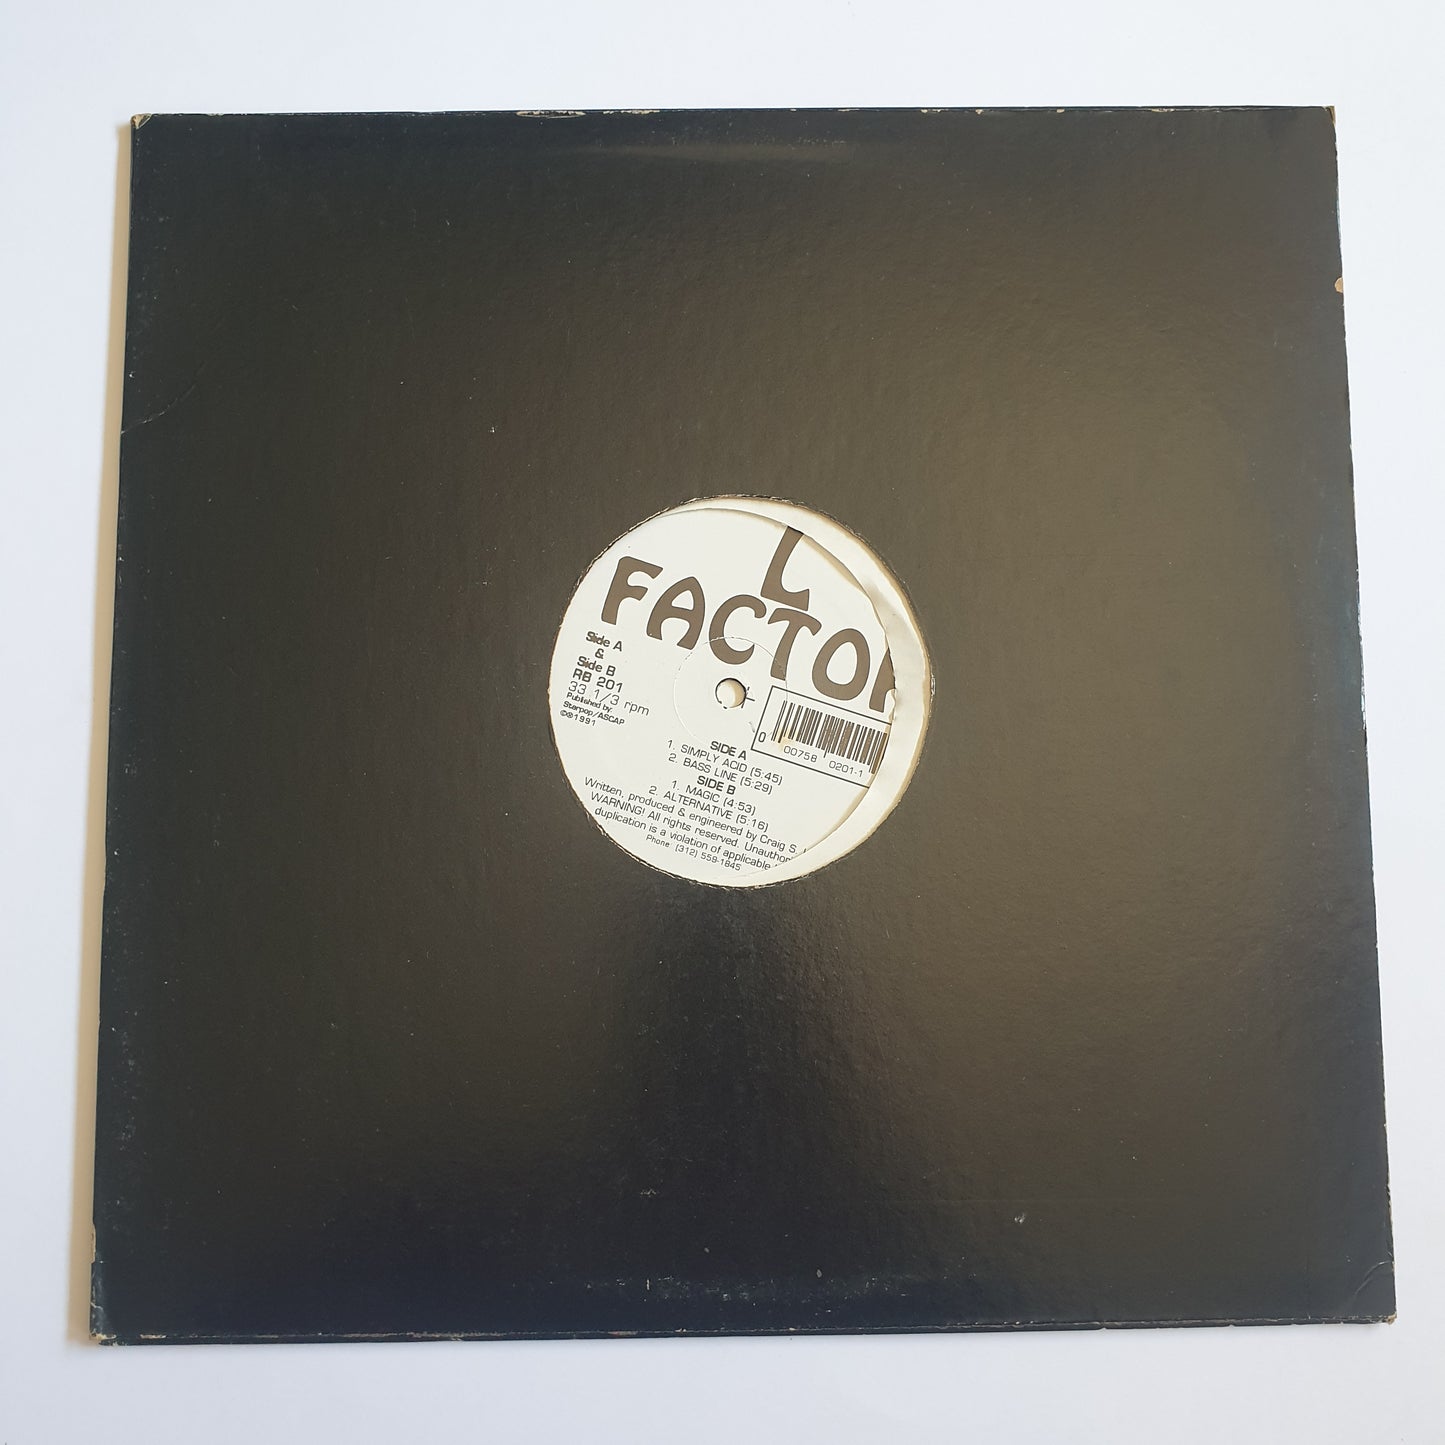 L
FACTO
Side A
&
Side B
RB 201
33 1/3 rpm
Published by:
Starpop/ASCAP
©℗1991
0 00758 0201-1
SIDE A
1. SIMPLY ACID (5:45)
2. BASS LINE (5:29)
SIDE B
1. MAGIC (4:53)
2. ALTERNATIVE (5:16)
Written, produced & engineered by Craig S.
WARNING! All rights reserved. Unauthor
duplication is a violation of applicable
Phone (312) 559-1845